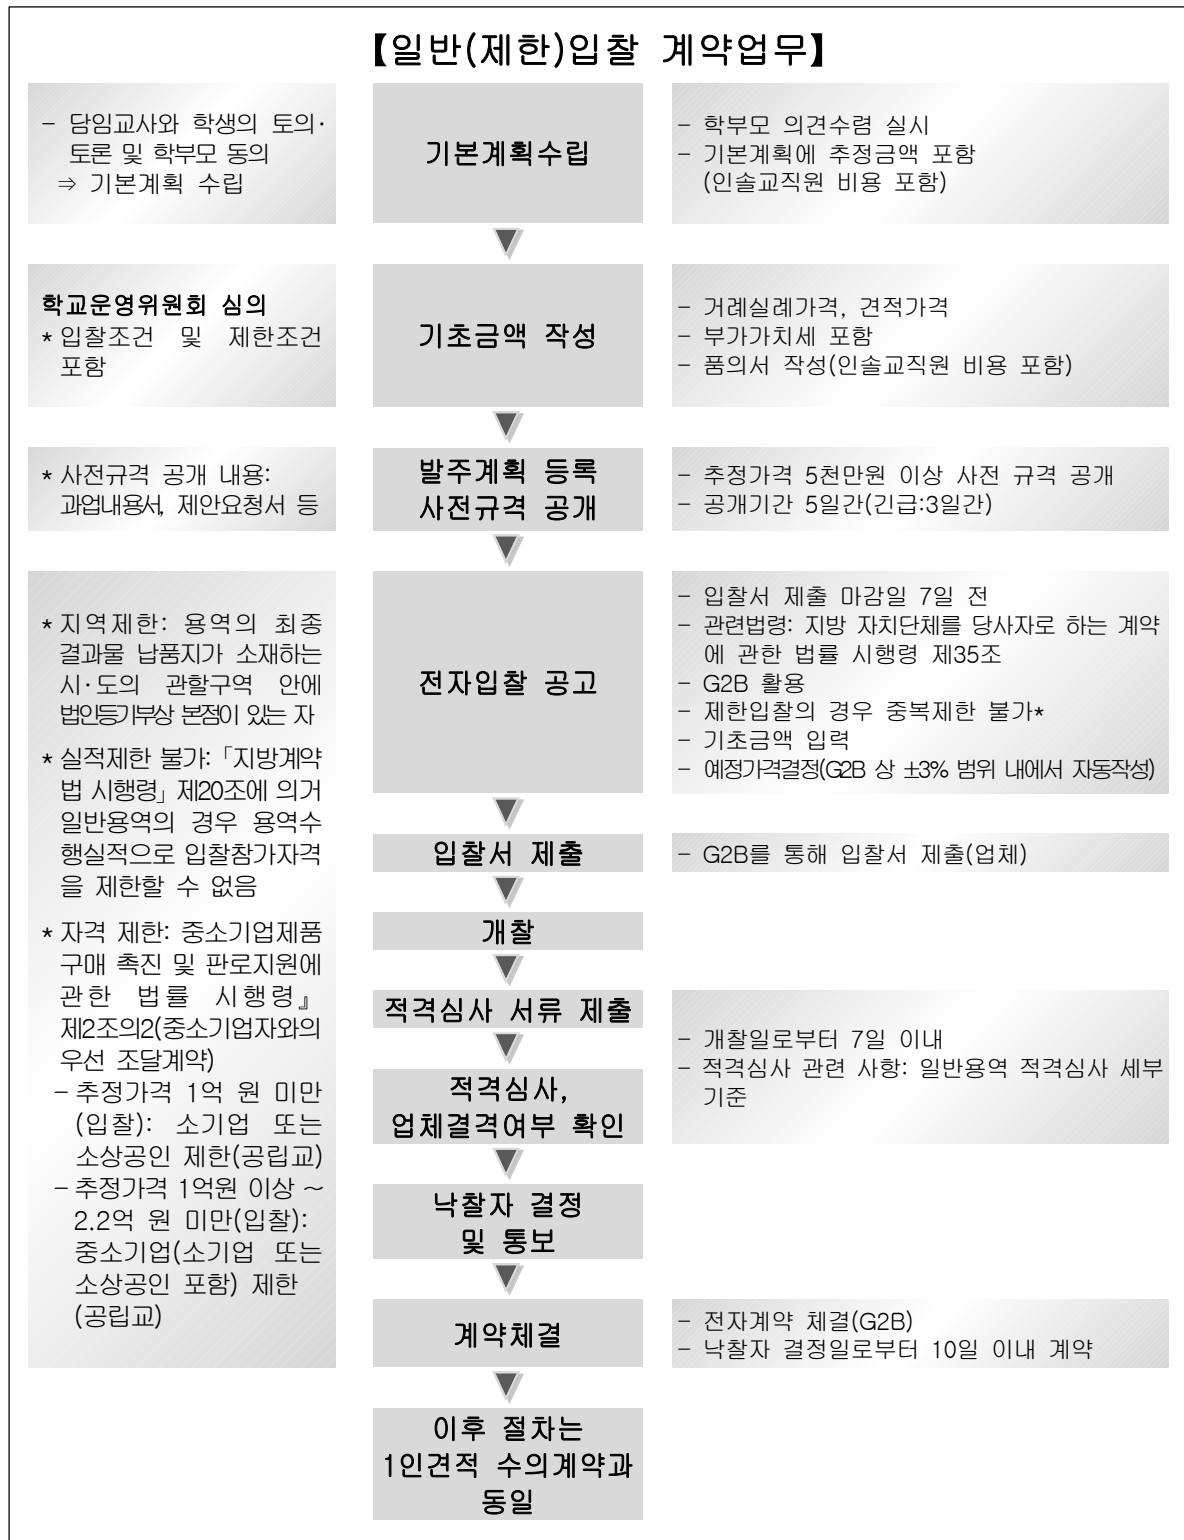 【일반(제한)입찰 계약업무】
- 담임교사와 학생의 토의·
토론 및 학부모 동의
⇒ 기본계획 수립
기본계획수립
- 학부모 의견수렴 실시
- 기본계획에 추정금액 포함
(인솔교직원 비용 포함)
학교운영위원회 심의
* 입찰조건 및 제한조건
포함
기초금액 작성
- 거례실례가격, 견적가격
- 부가가치세 포함
- 품의서 작성(인솔교직원 비용 포함)
* 사전규격 공개 내용:
과업내용서, 제안요청서 등
발주계획 등록
사전규격 공개
- 추정가격 5천만원 이상 사전 규격 공개
- 공개기간 5일간(긴급:3일간)
* 지역제한: 용역의 최종
결과물 납품지가 소재하는
시·도의 관할구역 안에
법인등기부상 본점이 있는 자
* 실적제한 불가:「지방계약
법 시행령」제20조에 의거
일반용역의 경우 용역수
행실적으로 입찰참가자격
을 제한할 수 없음
* 자격 제한: 중소기업제품
구매 촉진 및 판로지원에
관한 법률 시행령』
제2조의2(중소기업자와의
우선 조달계약)
- 추정가격 1억 원 미만
(입찰): 소기업 또는
소상공인 제한(공립교)
- 추정가격 1억원 이상 ~
2.2억 원 미만(입찰):
중소기업(소기업 또는
소상공인 포함) 제한
(공립교)
전자입찰 공고
- 입찰서 제출 마감일 7일 전
- 관련법령: 지방 자치단체를 당사자로 하는 계약
에 관한 법률 시행령 제35조
- G2B 활용
- 제한입찰의 경우 중복제한 불가*
- 기초금액 입력
- 예정가격결정(G2B 상 ±3% 범위 내에서 자동작성)
입찰서 제출
- G2B를 통해 입찰서 제출(업체)
개찰
적격심사 서류 제출
적격심사,
업체결격여부 확인
- 개찰일로부터 7일 이내
- 적격심사 관련 사항: 일반용역 적격심사 세부
기준
낙찰자 결정
및 통보
계약체결
- 전자계약 체결(G2B)
- 낙찰자 결정일로부터 10일 이내 계약
이후 절차는
1인견적 수의계약과
동일